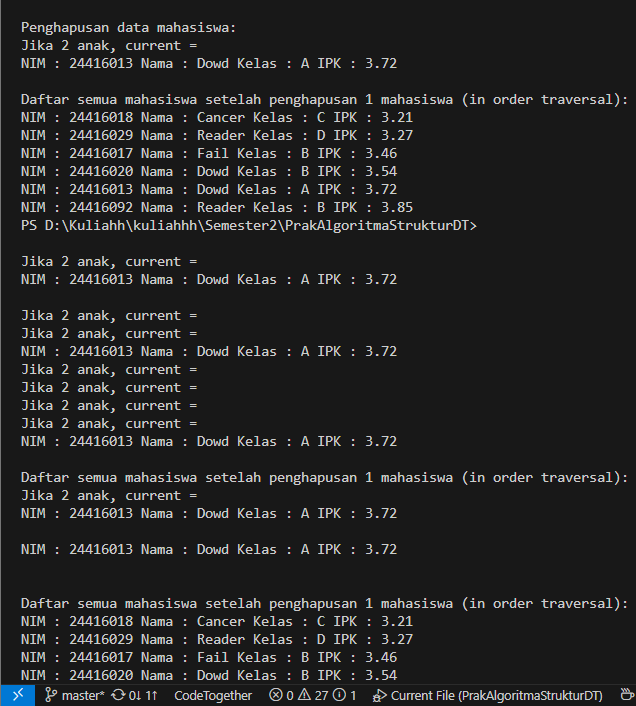 Penghapusan data mahasiswa:
Jika 2 anak, current =
NIM : 24416013 Nama : Dowd Kelas : A IPK : 3.72
Daftar semua mahasiswa setelah penghapusan 1 mahasiswa (in order traversal):
NIM : 24416018 Nama : Cancer Kelas : C IPK : 3.21
NIM : 24416029 Nama : Reader Kelas : D IPK : 3.27
NIM : 24416017 Nama : Fail Kelas : B IPK : 3.46
NIM : 24416020 Nama : Dowd Kelas : B IPK : 3.54
NIM : 24416013 Nama : Dowd Kelas : A IPK : 3.72
NIM : 24416092 Nama : Reader Kelas : B IPK : 3.85
PS D:\Kuliahh\kuliahhh\Semester2\PrakAlgoritmaStrukturDT>
Jika 2 anak, current =
NIM : 24416013 Nama : Dowd Kelas : A IPK : 3.72
Jika 2 anak, current =
Jika 2 anak, current =
NIM : 24416013 Nama : Dowd Kelas : A IPK : 3.72
Jika 2 anak, current =
Jika 2 anak, current =
Jika 2 anak, current =
Jika 2 anak, current =
NIM : 24416013 Nama : Dowd Kelas : A IPK : 3.72
Daftar semua mahasiswa setelah penghapusan 1 mahasiswa (in order traversal):
Jika 2 anak, current =
NIM : 24416013 Nama : Dowd Kelas : A IPK : 3.72
NIM : 24416013 Nama : Dowd Kelas : A IPK : 3.72
Daftar semua mahasiswa setelah penghapusan 1 mahasiswa (in order traversal):
NIM : 24416018 Nama : Cancer Kelas : C IPK : 3.21
NIM : 24416029 Nama : Reader Kelas : D IPK : 3.27
NIM : 24416017 Nama : Fail Kelas : B IPK : 3.46
NIM : 24416020 Nama : Dowd Kelas : B IPK : 3.54
master* 0↓ 1↑ CodeTogether 0 27 1 Current File (PrakAlgoritmaStrukturDT)